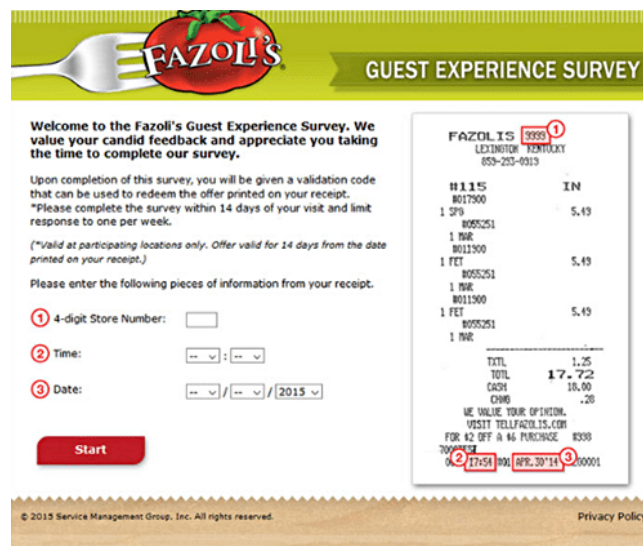 FAZOLI'S
GUEST EXPERIENCE SURVEY
Welcome to the Fazoli's Guest Experience Survey. We
value your candid feedback and appreciate you taking
the time to complete our survey.
Upon completion of this survey, you will be given a validation code
that can be used to redeem the offer printed on your receipt.
*Please complete the survey within 14 days of your visit and limit
response to one per week.
(*Valid at participating locations only. Offer valid for 14 days from the date
printed on your receipt.)
Please enter the following pieces of information from your receipt.
1 4-digit Store Number:
2 Time: -- : --
3 Date: -- / -- / 2015
Start
FAZOLIS 9999 1
LEXINGTON KENTUCKY
859-293-0919
#115 IN
#017900
1 SPG 5.49
#055251
1 MAR
#011900
1 FET 5.49
#055251
1 MAR
#011900
1 FET 5.49
#055251
1 MAR
TXTL 1.25
TOTL 17.72
CASH 18.00
CHNG .28
WE VALUE YOUR OPINION.
VISIT TELLFAZOLIS.COM
FOR $2 OFF A $6 PURCHASE #998
2 17:54 #01 APR.30'14 3
© 2015 Service Management Group, Inc. All rights reserved.
Privacy Policy